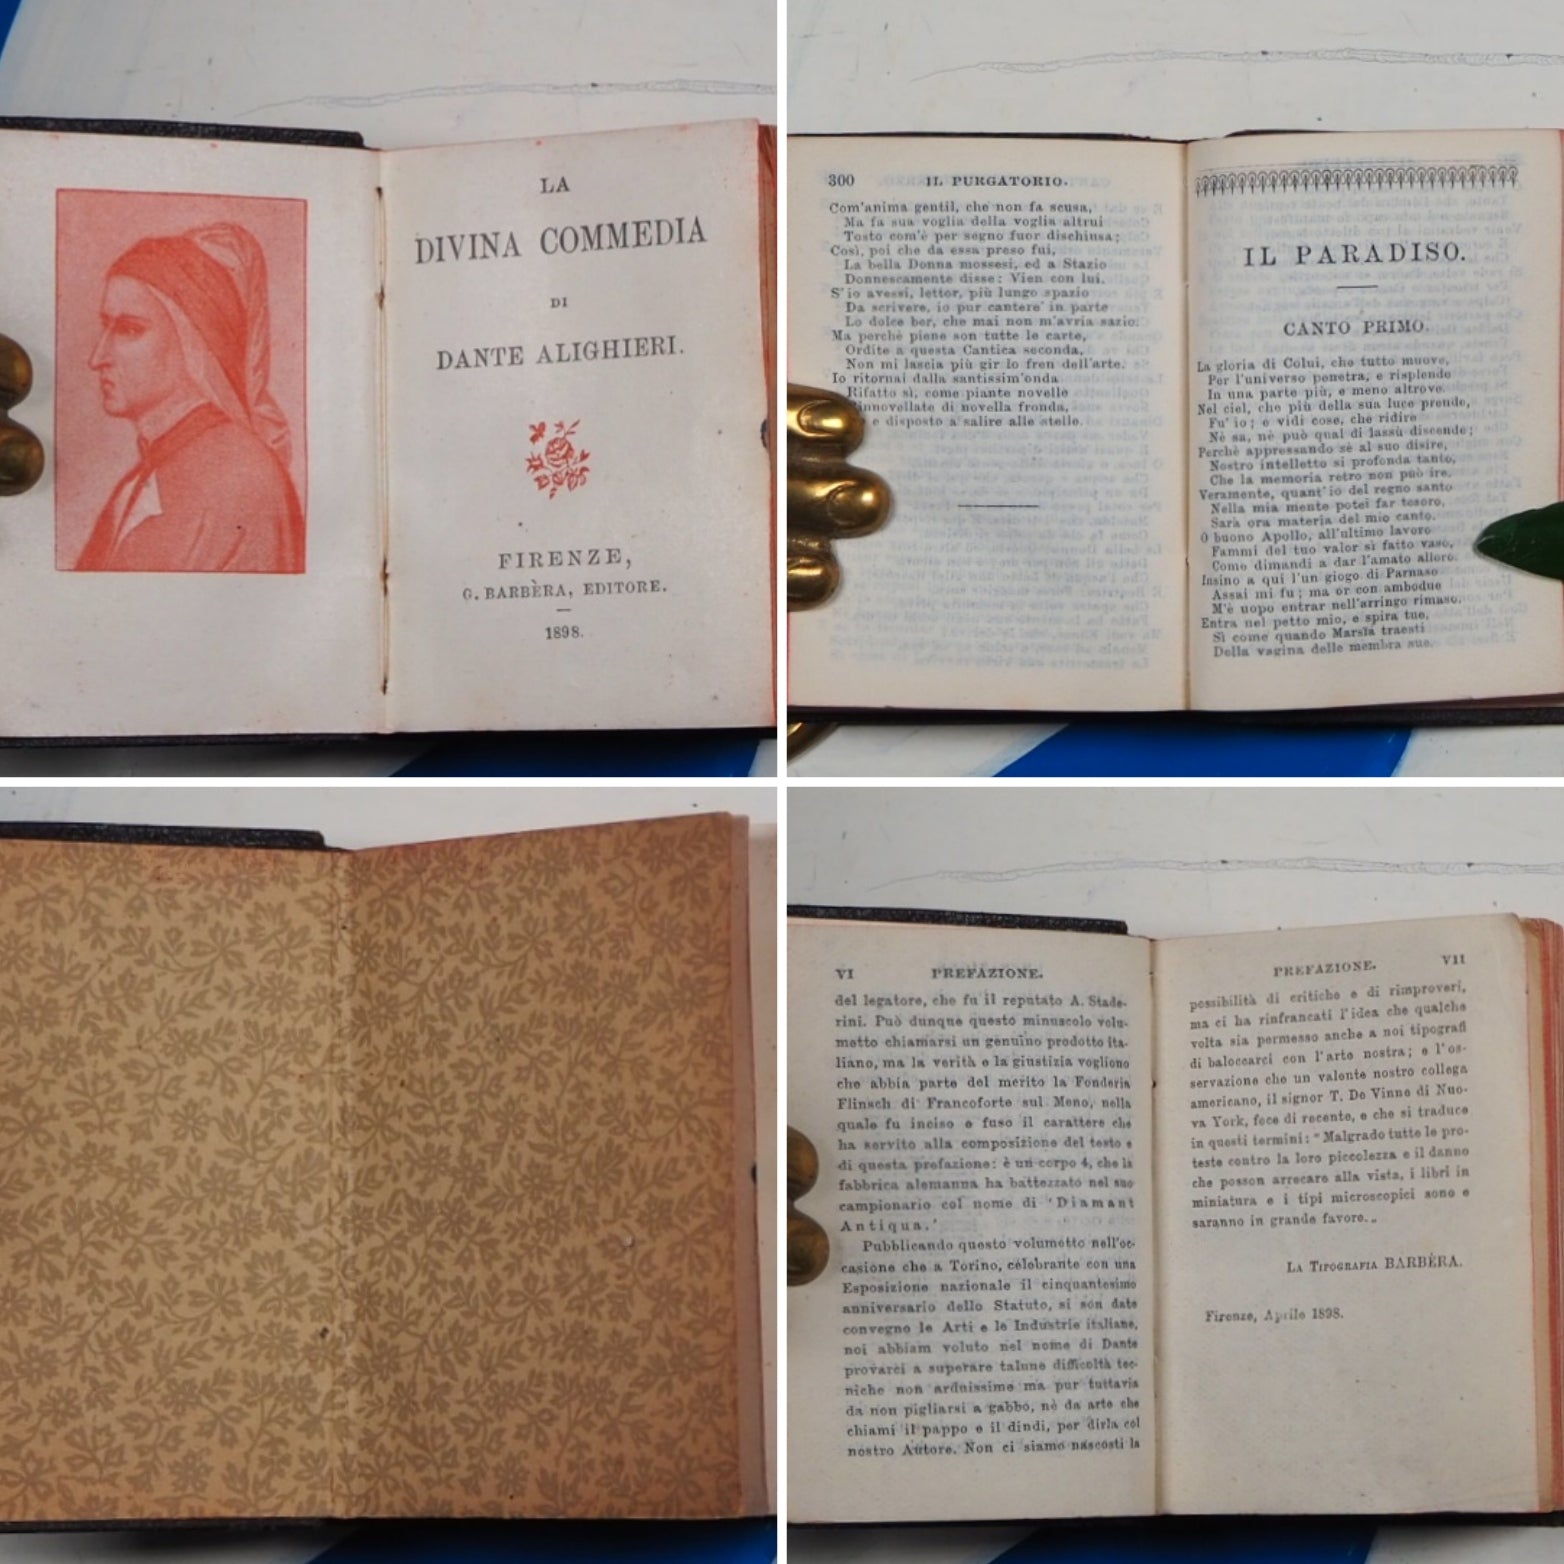 LA
DIVINA COMMEDIA
DI
DANTE ALIGHIERI.
FIRENZE,
G. BARBÈRA, EDITORE.
1898.
300 IL PURGATORIO.
Com'anima gentil, che non fa scusa,
Ma fa sua voglia della voglia altrui
Tosto com'è per segno fuor dischiusa;
Così, poi che da essa preso fui,
La bella Donna mossesi, ed a Stazio
Donnescamente disse: Vien con lui.
S'io avessi, lettor, più lungo spazio
Da scrivere, io pur cantere' in parte
Lo dolce ber, che mai non m'avria sazio:
Ma perchè piene son tutte le carte,
Ordite a questa Cantica seconda,
Non mi lascia più gir lo fren dell'arte.
Io ritornai dalla santissim'onda
Rifatto sì, come piante novelle
innovellate di novella fronda,
e disposto a salire alle stelle.
IL PARADISO.
CANTO PRIMO.
La gloria di Colui, che tutto muove,
Per l'universo penetra, e risplende
In una parte più, e meno altrove.
Nel ciel, che più della sua luce prende,
Fu' io; e vidi cose, che ridire
Nè sa, nè può qual di lassù discende;
Perchè appressando sè al suo disire,
Nostro intelletto si profonda tanto,
Che la memoria retro non può ire.
Veramente, quant'io del regno santo
Nella mia mente potei far tesoro,
Sarà ora materia del mio canto.
O buono Apollo, all'ultimo lavoro
Fammi del tuo valor sì fatto vaso,
Come dimandi a dar l'amato alloro.
Insino a qui l'un giogo di Parnaso
Assai mi fu; ma or con ambodue
M'è uopo entrar nell'arringo rimaso.
Entra nel petto mio, e spira tue,
Sì come quando Marsïa traesti
Della vagina delle membra sue.
VI PREFAZIONE.
del legatore, che fu il reputato A. Stade-
rini. Può dunque questo minuscolo volu-
metto chiamarsi un genuino prodotto ita-
liano, ma la verità e la giustizia vogliono
che abbia parte del merito la Fonderia
Flinsch di Francoforte sul Meno, nella
quale fu inciso e fuso il carattere che
ha servito alla composizione del testo e
di questa prefazione: è un corpo 4, che la
fabbrica alemanna ha battezzato nel suo
campionario col nome di 'Diamant
Antiqua.'
Pubblicando questo volumetto nell'oc-
casione che a Torino, celebrante con una
Esposizione nazionale il cinquantesimo
anniversario dello Statuto, si son date
convegno le Arti e le Industrie italiane,
noi abbiam voluto nel nome di Dante
provarci a superare talune difficoltà tec-
niche non arduissime ma pur tuttavia
da non pigliarsi a gabbo, nè da arte che
chiami il pappo e il dindi, per dirla col
nostro Autore. Non ci siamo nascosti la
PREFAZIONE. VII
possibilità di critiche e di rimproveri,
ma ci ha rinfrancati l'idea che qualche
volta sia permesso anche a noi tipografi
di baloccarci con l'arte nostra; e l'os-
servazione che un valente nostro collega
americano, il signor T. De Vinne di Nuo-
va York, fece di recente, e che si traduce
in questi termini: "Malgrado tutte le pro-
teste contro la loro piccolezza e il danno
che posson arrecare alla vista, i libri in
miniatura e i tipi microscopici sono e
saranno in grande favore.„
LA TIPOGRAFIA BARBÈRA.
Firenze, Aprile 1898.